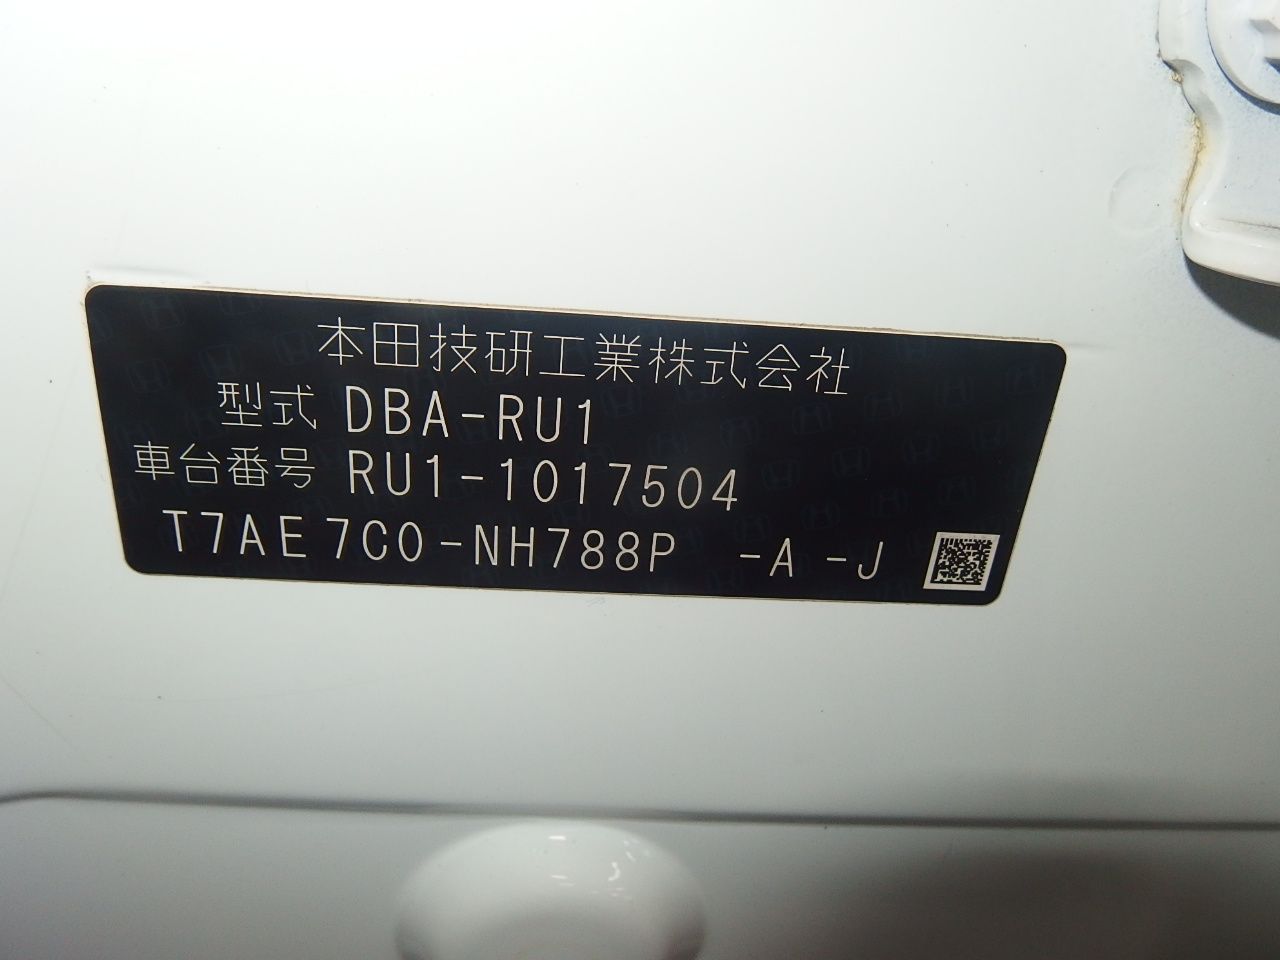 本田技研工業株式会社
型式 DBA-RU1
車台番号 RU1-1017504
T7AE7C0-NH788P -A -J